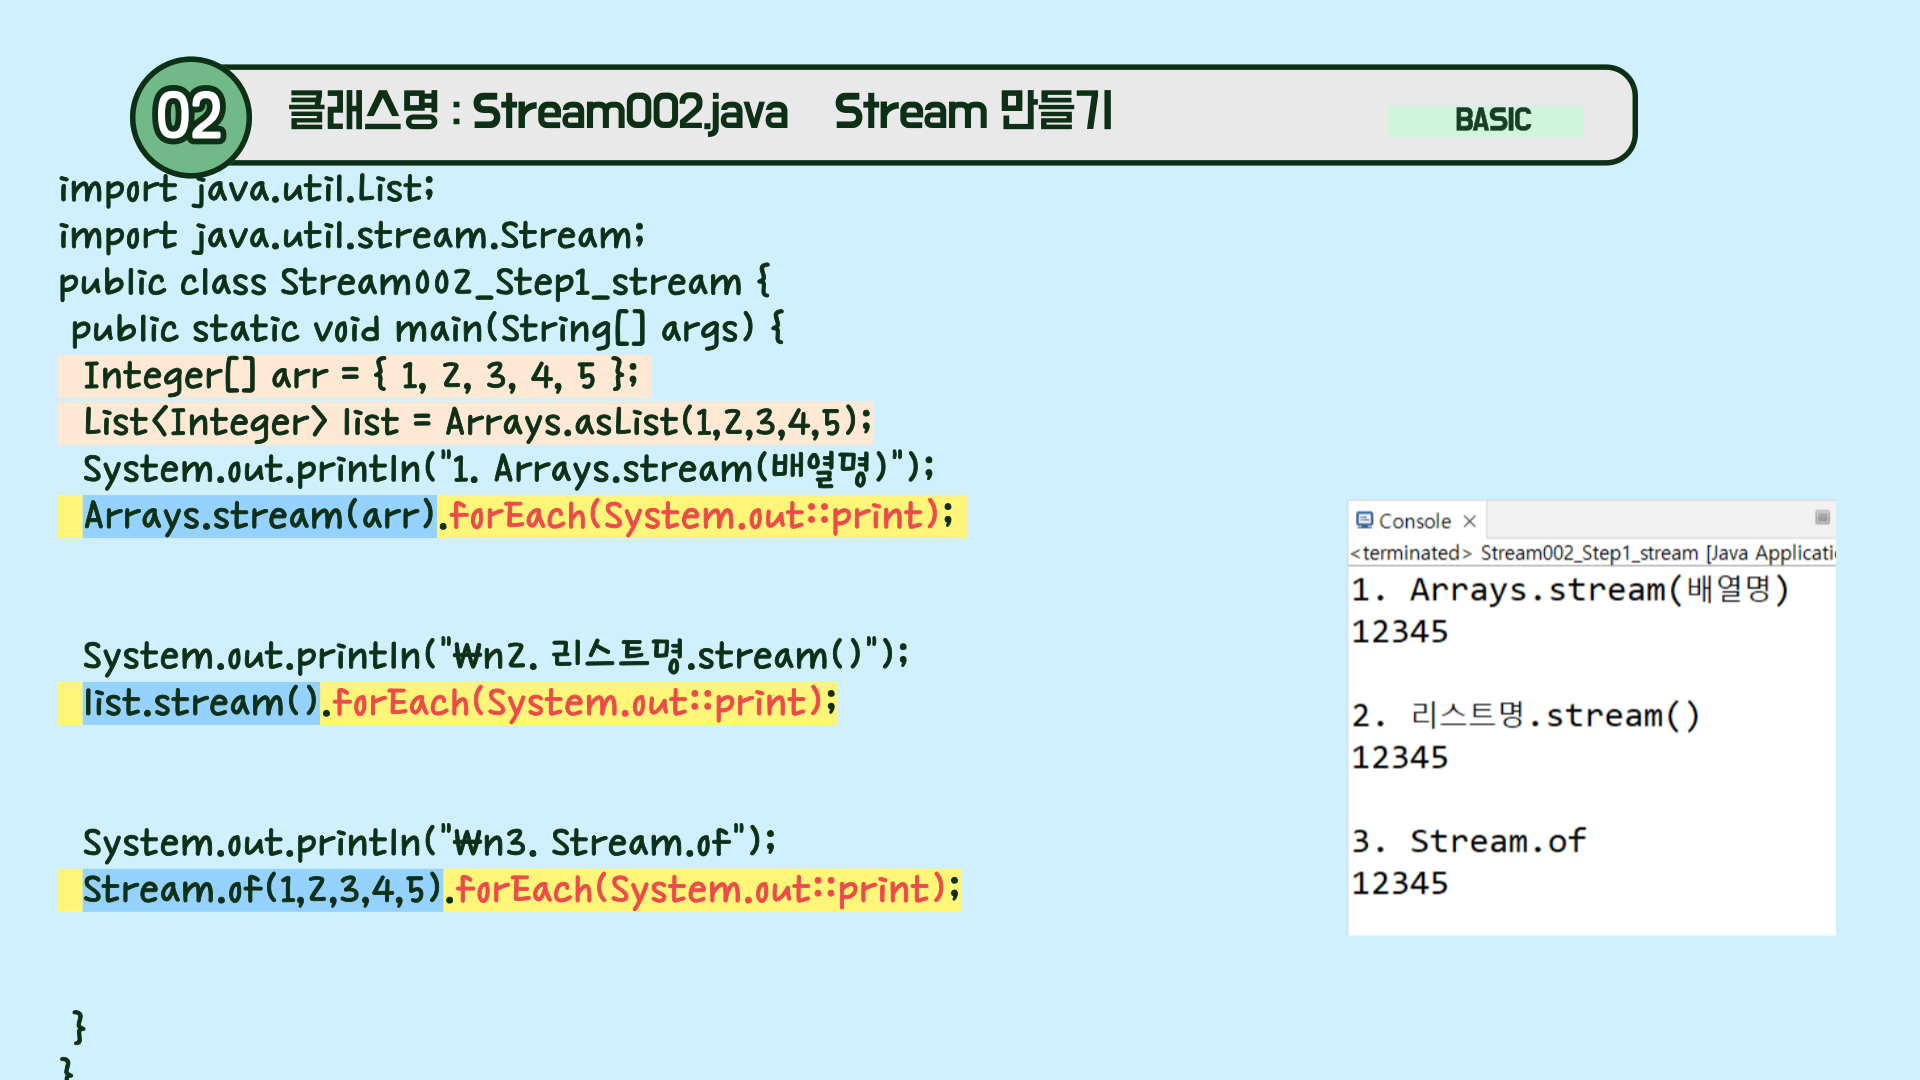 02
클래스명 : Stream002.java Stream 만들기
BASIC
import java.util.List;
import java.util.stream.Stream;
public class Stream002_Step1_stream {
public static void main(String[] args) {
Integer[] arr = { 1, 2, 3, 4, 5 };
List<Integer> list = Arrays.asList(1,2,3,4,5);
System.out.println("1. Arrays.stream(배열명)");
Arrays.stream(arr).forEach(System.out::print);
System.out.println("₩n2. 리스트명.stream()");
list.stream().forEach(System.out::print);
System.out.println("₩n3. Stream.of");
Stream.of(1,2,3,4,5).forEach(System.out::print);
}
}
Console
<terminated> Stream002_Step1_stream [Java Applicati
1. Arrays.stream(배열명)
12345
2. 리스트명.stream()
12345
3. Stream.of
12345